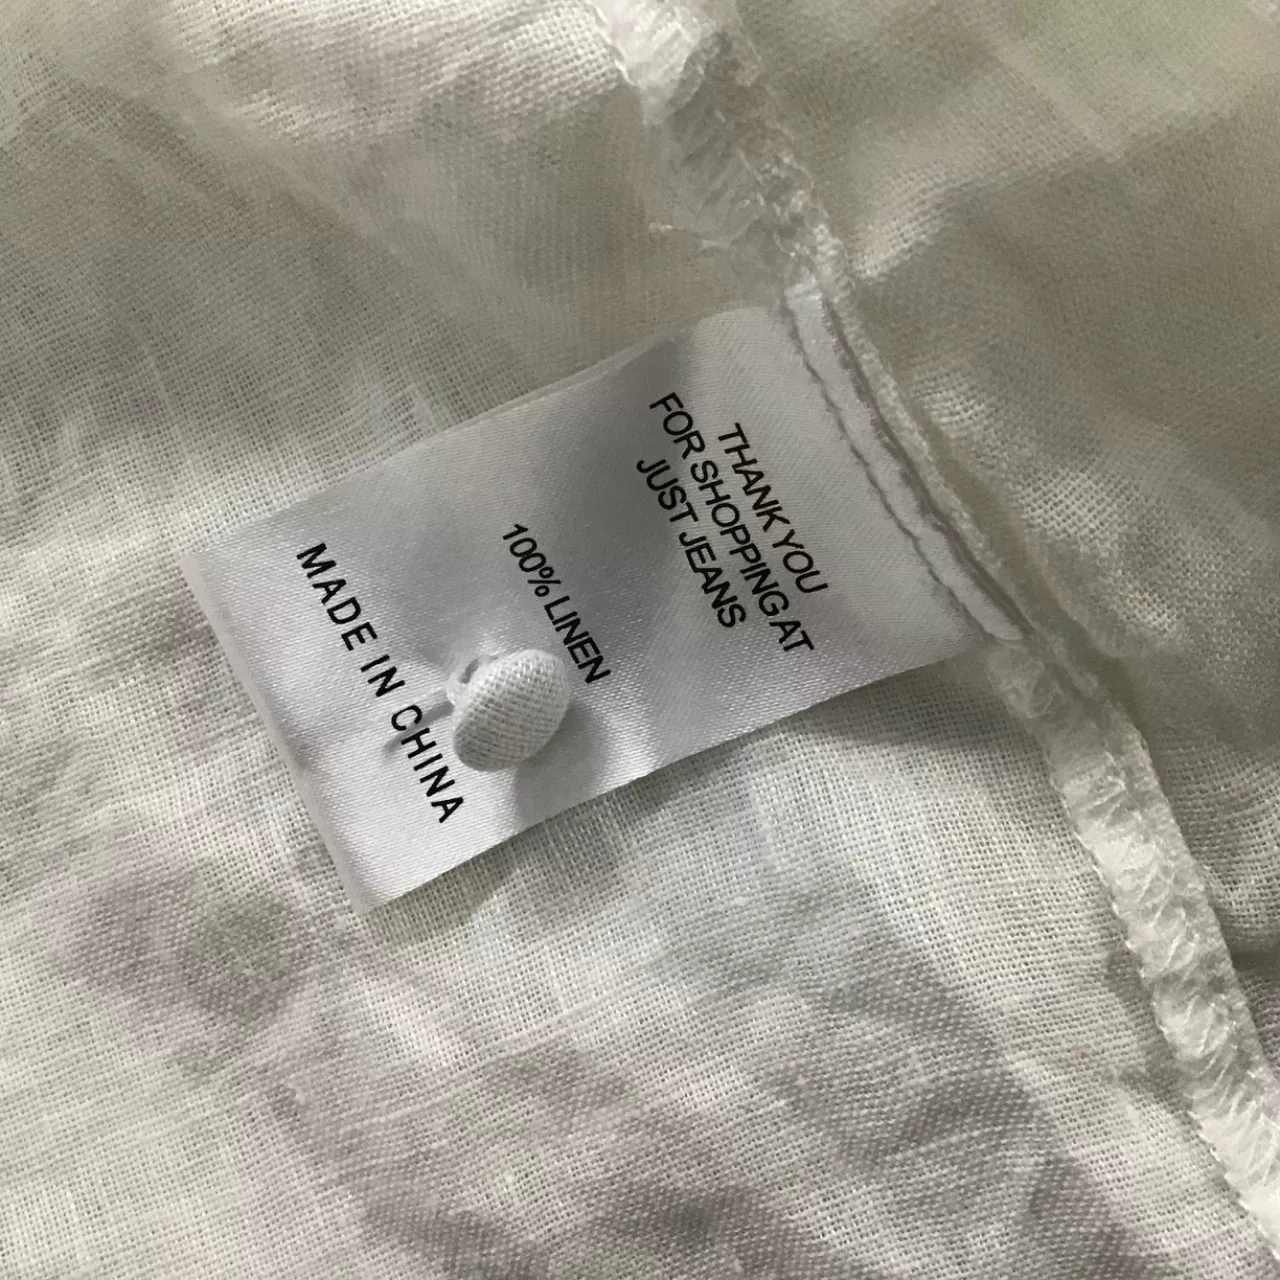 THANK YOU
FOR SHOPPING AT
JUST JEANS
100% LINEN
MADE IN CHINA